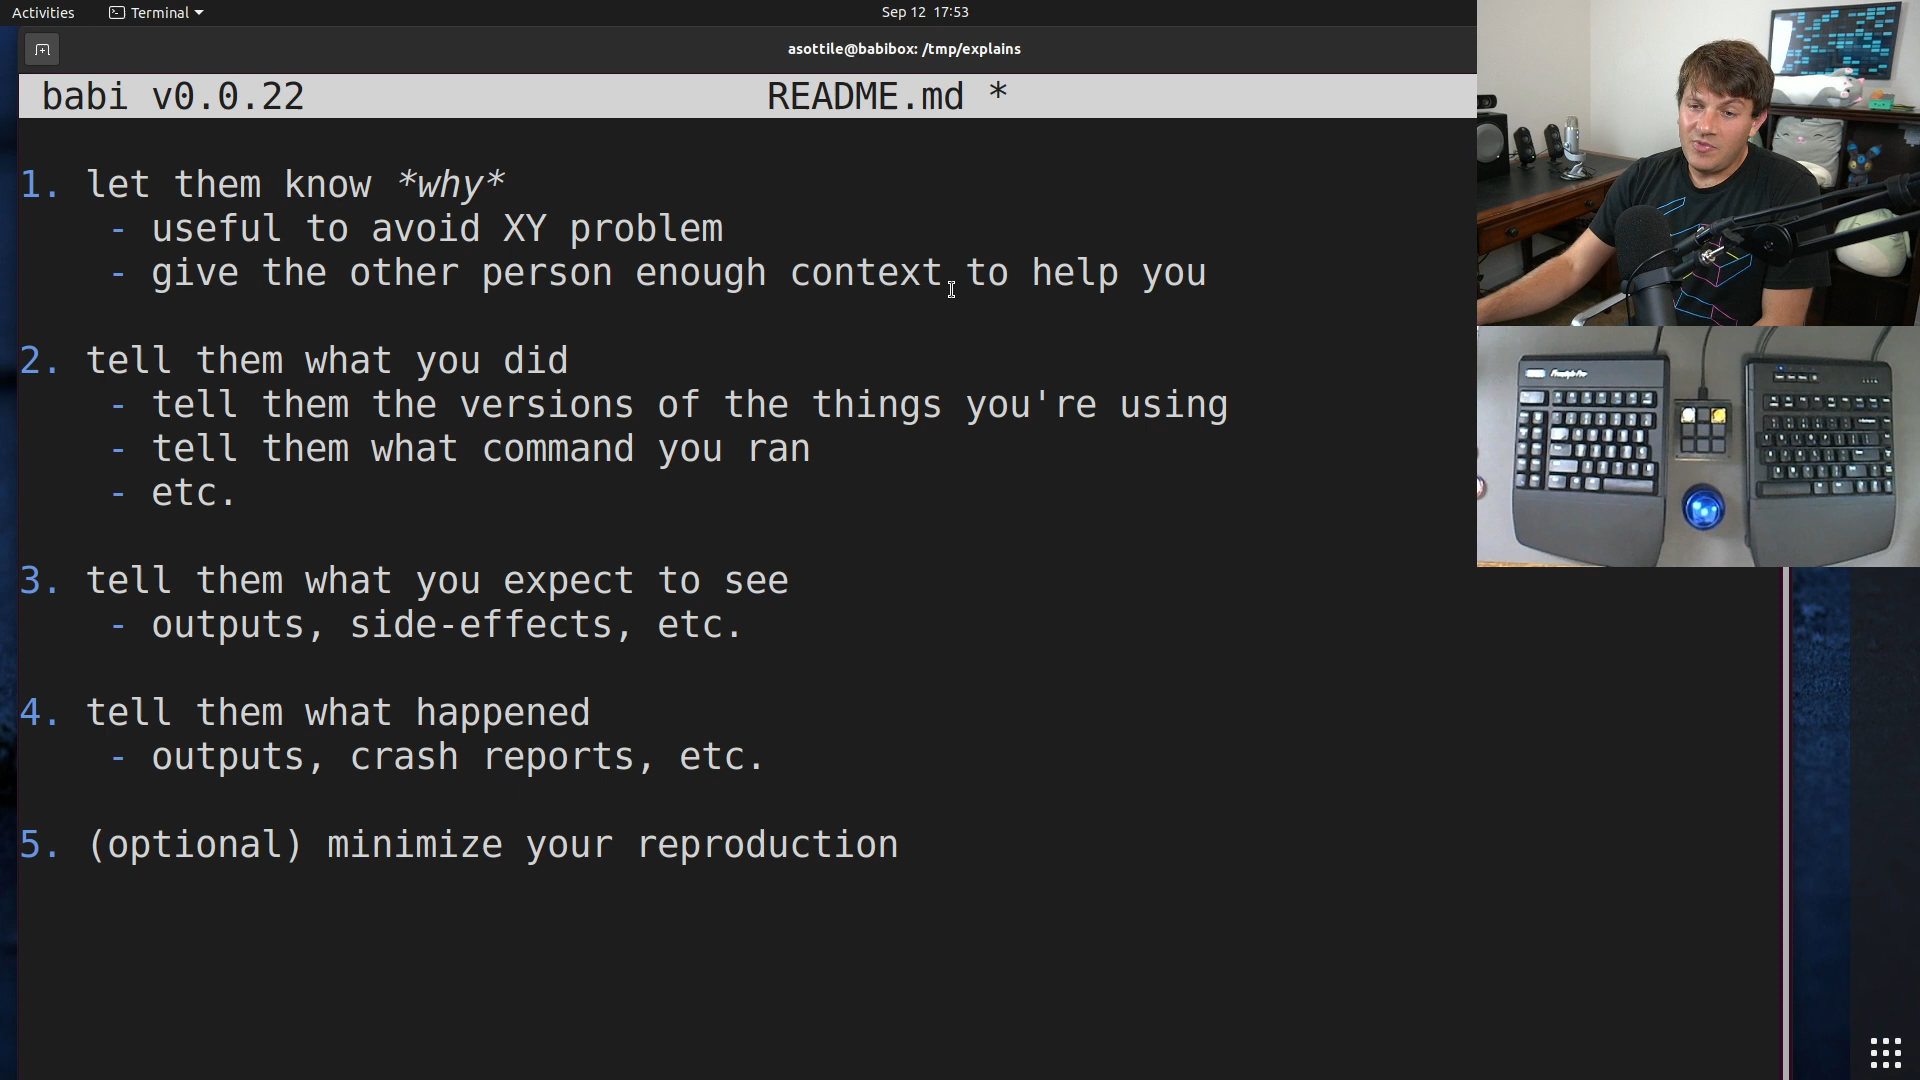 Activities
Terminal
Sep 12 17:53
asottile@babibox: /tmp/explains
babi v0.0.22
README.md *
1. let them know *why*
- useful to avoid XY problem
- give the other person enough context to help you
2. tell them what you did
- tell them the versions of the things you're using
- tell them what command you ran
- etc.
3. tell them what you expect to see
- outputs, side-effects, etc.
4. tell them what happened
- outputs, crash reports, etc.
5. (optional) minimize your reproduction